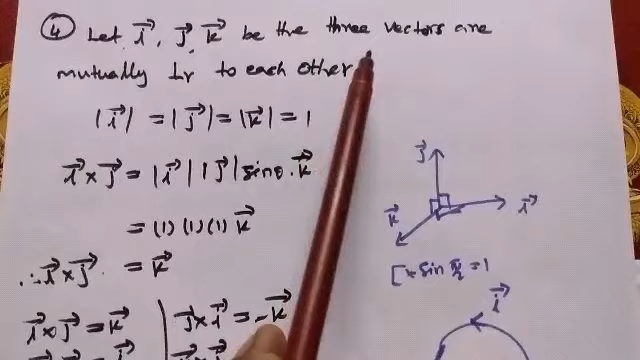 ④ Let i⃗, j⃗, k⃗ be the three vectors are
mutually ⊥r to each other
|i⃗| = |j⃗| = |k⃗| = 1
i⃗ × j⃗ = |i⃗| |j⃗| sinθ. k⃗
= (1) (1) (1) k⃗
∴ i⃗ × j⃗ = k⃗
i⃗ × j⃗ = k⃗
j⃗ × i⃗ = -k⃗
j⃗
k⃗
i⃗
[∵ sin π/2 = 1
i⃗